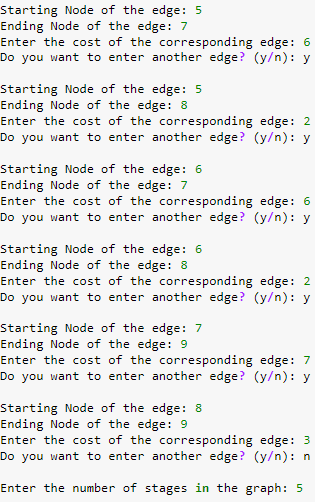 Starting Node of the edge: 5
Ending Node of the edge: 7
Enter the cost of the corresponding edge: 6
Do you want to enter another edge? (y/n): y
Starting Node of the edge: 5
Ending Node of the edge: 8
Enter the cost of the corresponding edge: 2
Do you want to enter another edge? (y/n): y
Starting Node of the edge: 6
Ending Node of the edge: 7
Enter the cost of the corresponding edge: 6
Do you want to enter another edge? (y/n): y
Starting Node of the edge: 6
Ending Node of the edge: 8
Enter the cost of the corresponding edge: 2
Do you want to enter another edge? (y/n): y
Starting Node of the edge: 7
Ending Node of the edge: 9
Enter the cost of the corresponding edge: 7
Do you want to enter another edge? (y/n): y
Starting Node of the edge: 8
Ending Node of the edge: 9
Enter the cost of the corresponding edge: 3
Do you want to enter another edge? (y/n): n
Enter the number of stages in the graph: 5